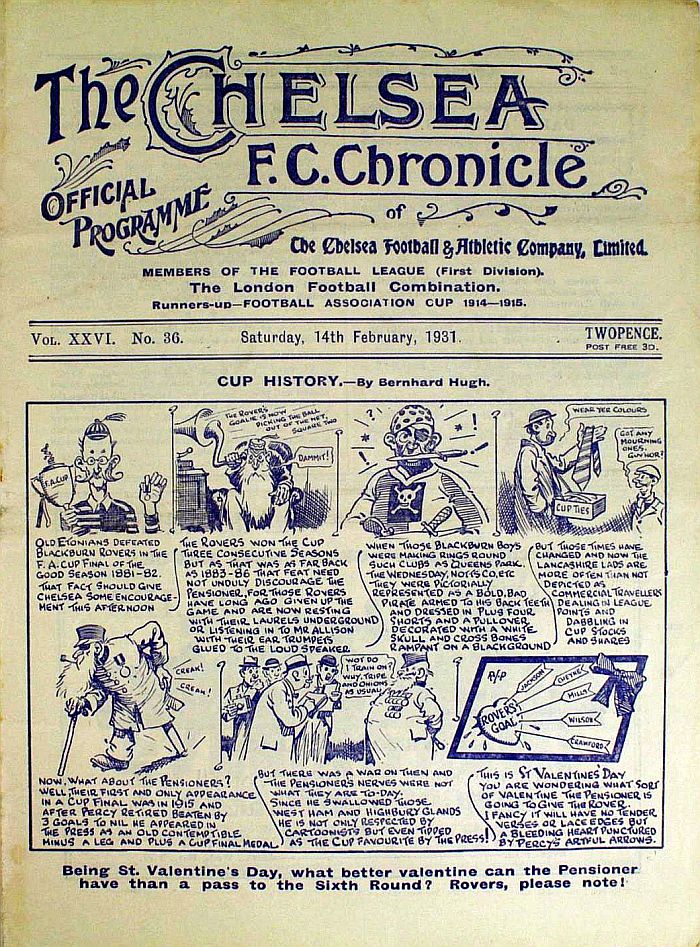 The CHELSEA
F.C. Chronicle
OFFICIAL
PROGRAMME
of
The Chelsea Football & Athletic Company, Limited.
MEMBERS OF THE FOOTBALL LEAGUE (First Division).
The London Football Combination.
Runners-up—FOOTBALL ASSOCIATION CUP 1914—1915.
VOL. XXVI. No. 36.
Saturday, 14th February, 1931.
TWOPENCE.
POST FREE 3D.
CUP HISTORY.—By Bernhard Hugh.
F.A. CUP
THE ROVERS
GOALIE IS NOW
PICKING THE BALL
OUT OF THE NET,
SQUARE TWO
DAMMIT!
? !
WEAR YER COLOURS
GOT ANY
MOURNING
ONES,
GUV'NOR?
CUP TIES
OLD ETONIANS DEFEATED
BLACKBURN ROVERS IN THE
F.A. CUP FINAL OF THE
GOOD SEASON 1881-82.
THAT FACT SHOULD GIVE
CHELSEA SOME ENCOURAGE-
MENT THIS AFTERNOON
THE ROVERS WON THE CUP
THREE CONSECUTIVE SEASONS
BUT AS THAT WAS AS FAR BACK
AS 1883-86 THAT FEAT NEED
NOT UNDULY DISCOURAGE THE
PENSIONER, FOR THOSE ROVERS
HAVE LONG AGO GIVEN UP THE
GAME AND ARE NOW RESTING
WITH THEIR LAURELS UNDERGROUND
OR LISTENING IN TO MR ALLISON
WITH THEIR EAR TRUMPETS
GLUED TO THE LOUD SPEAKER
WHEN THOSE BLACKBURN BOYS
WERE MAKING RINGS ROUND
SUCH CLUBS AS QUEENS PARK,
THE WEDNESDAY, NOTTS CO, ETC
THEY WERE PICTORIALLY
REPRESENTED AS A BOLD, BAD
PIRATE ARMED TO HIS BACK TEETH
AND DRESSED IN PLUS FOUR
SHORTS AND A PULLOVER
DECORATED WITH A WHITE
SKULL AND CROSS BONES
RAMPANT ON A BLACKGROUND
BUT THOSE TIMES HAVE
CHANGED AND NOW THE
LANCASHIRE LADS ARE
MORE OFTEN THAN NOT
DEPICTED AS
COMMERCIAL TRAVELLERS
DEALING IN LEAGUE
POINTS AND
DABBLING IN
CUP STOCKS
AND SHARES
CREAK!
CREAK!
WOT DO
I TRAIN ON?
WHY, TRIPE
AND ONIONS
AS USUAL
R.I.P
ROVERS'
GOAL
JACKSON
CHEYNE
MILLS
WILSON
CRAWFORD
NOW, WHAT ABOUT THE PENSIONERS?
WELL, THEIR FIRST AND ONLY APPEARANCE
IN A CUP FINAL WAS IN 1915 AND
AFTER PERCY RETIRED BEATEN BY
3 GOALS TO NIL HE APPEARED IN
THE PRESS AS AN OLD CONTEMPTIBLE
MINUS A LEG AND PLUS A CUP FINAL MEDAL
BUT THERE WAS A WAR ON THEN AND
THE PENSIONERS NERVES WERE NOT
WHAT THEY ARE TO-DAY.
SINCE HE SWALLOWED THOSE
WEST HAM AND HIGHBURY GLANDS
HE IS NOT ONLY RESPECTED BY
CARTOONISTS BUT EVEN TIPPED
AS THE CUP FAVOURITE BY THE PRESS!
THIS IS ST VALENTINES DAY
YOU ARE WONDERING WHAT SORT
OF VALENTINE THE PENSIONER IS
GOING TO GIVE THE ROVER.
I FANCY IT WILL HAVE NO TENDER
VERSES OR LACE EDGES BUT
A BLEEDING HEART PUNCTURED
BY PERCY'S ARTFUL ARROWS.
Being St. Valentine's Day, what better valentine can the Pensioner
have than a pass to the Sixth Round? Rovers, please note!